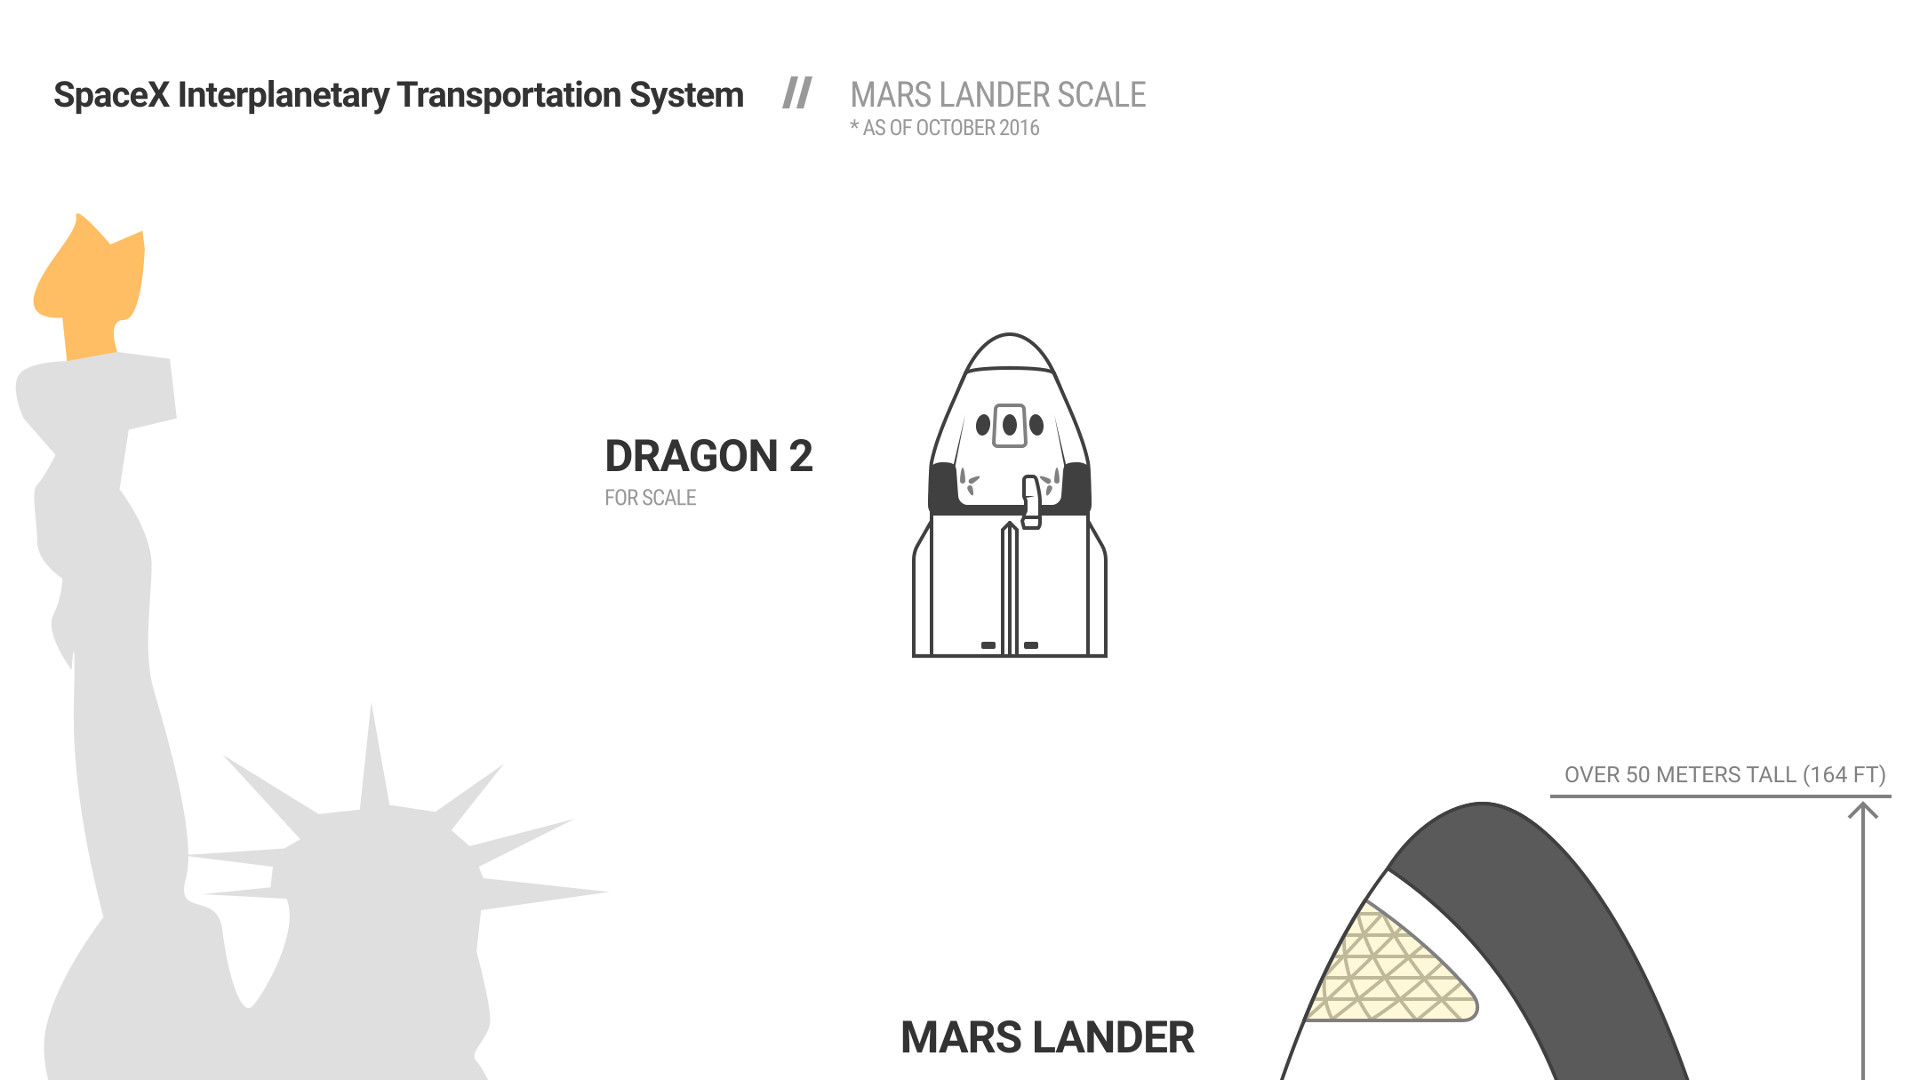 SpaceX Interplanetary Transportation System // MARS LANDER SCALE
* AS OF OCTOBER 2016
DRAGON 2
FOR SCALE
OVER 50 METERS TALL (164 FT)
MARS LANDER